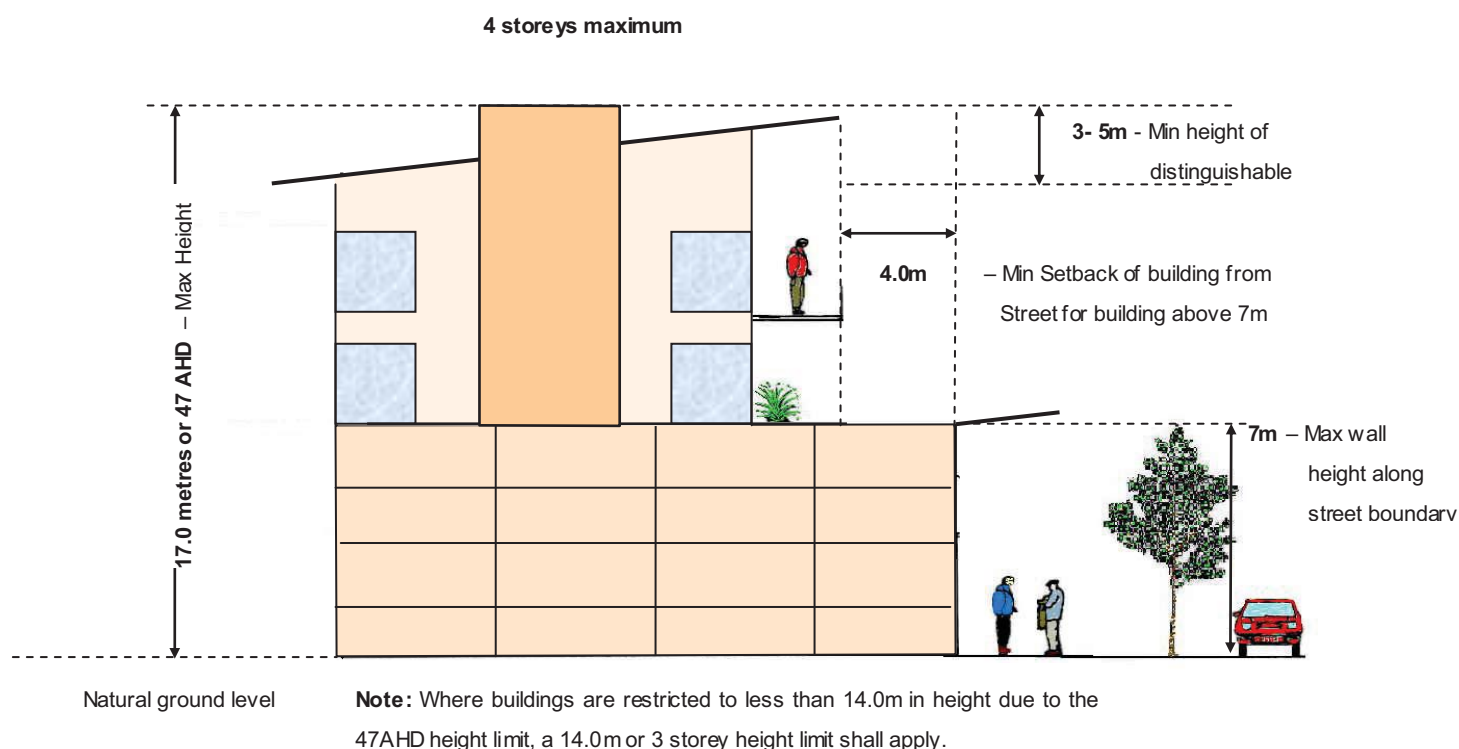 4 storeys maximum
3- 5m - Min height of
distinguishable
17.0 metres or 47 AHD – Max Height
4.0m – Min Setback of building from
Street for building above 7m
7m – Max wall
height along
street boundary
Natural ground level
Note: Where buildings are restricted to less than 14.0m in height due to the
47AHD height limit, a 14.0m or 3 storey height limit shall apply.